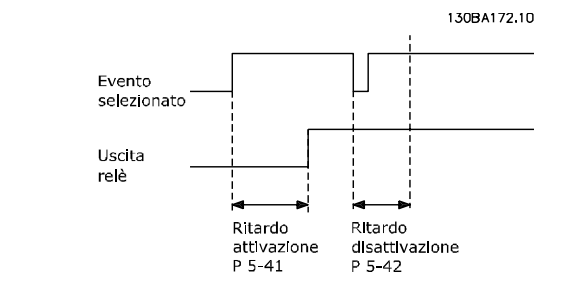 130BA172.10
Evento
selezionato
Uscita
relè
Ritardo
attivazione
P 5-41
Ritardo
disattivazione
P 5-42